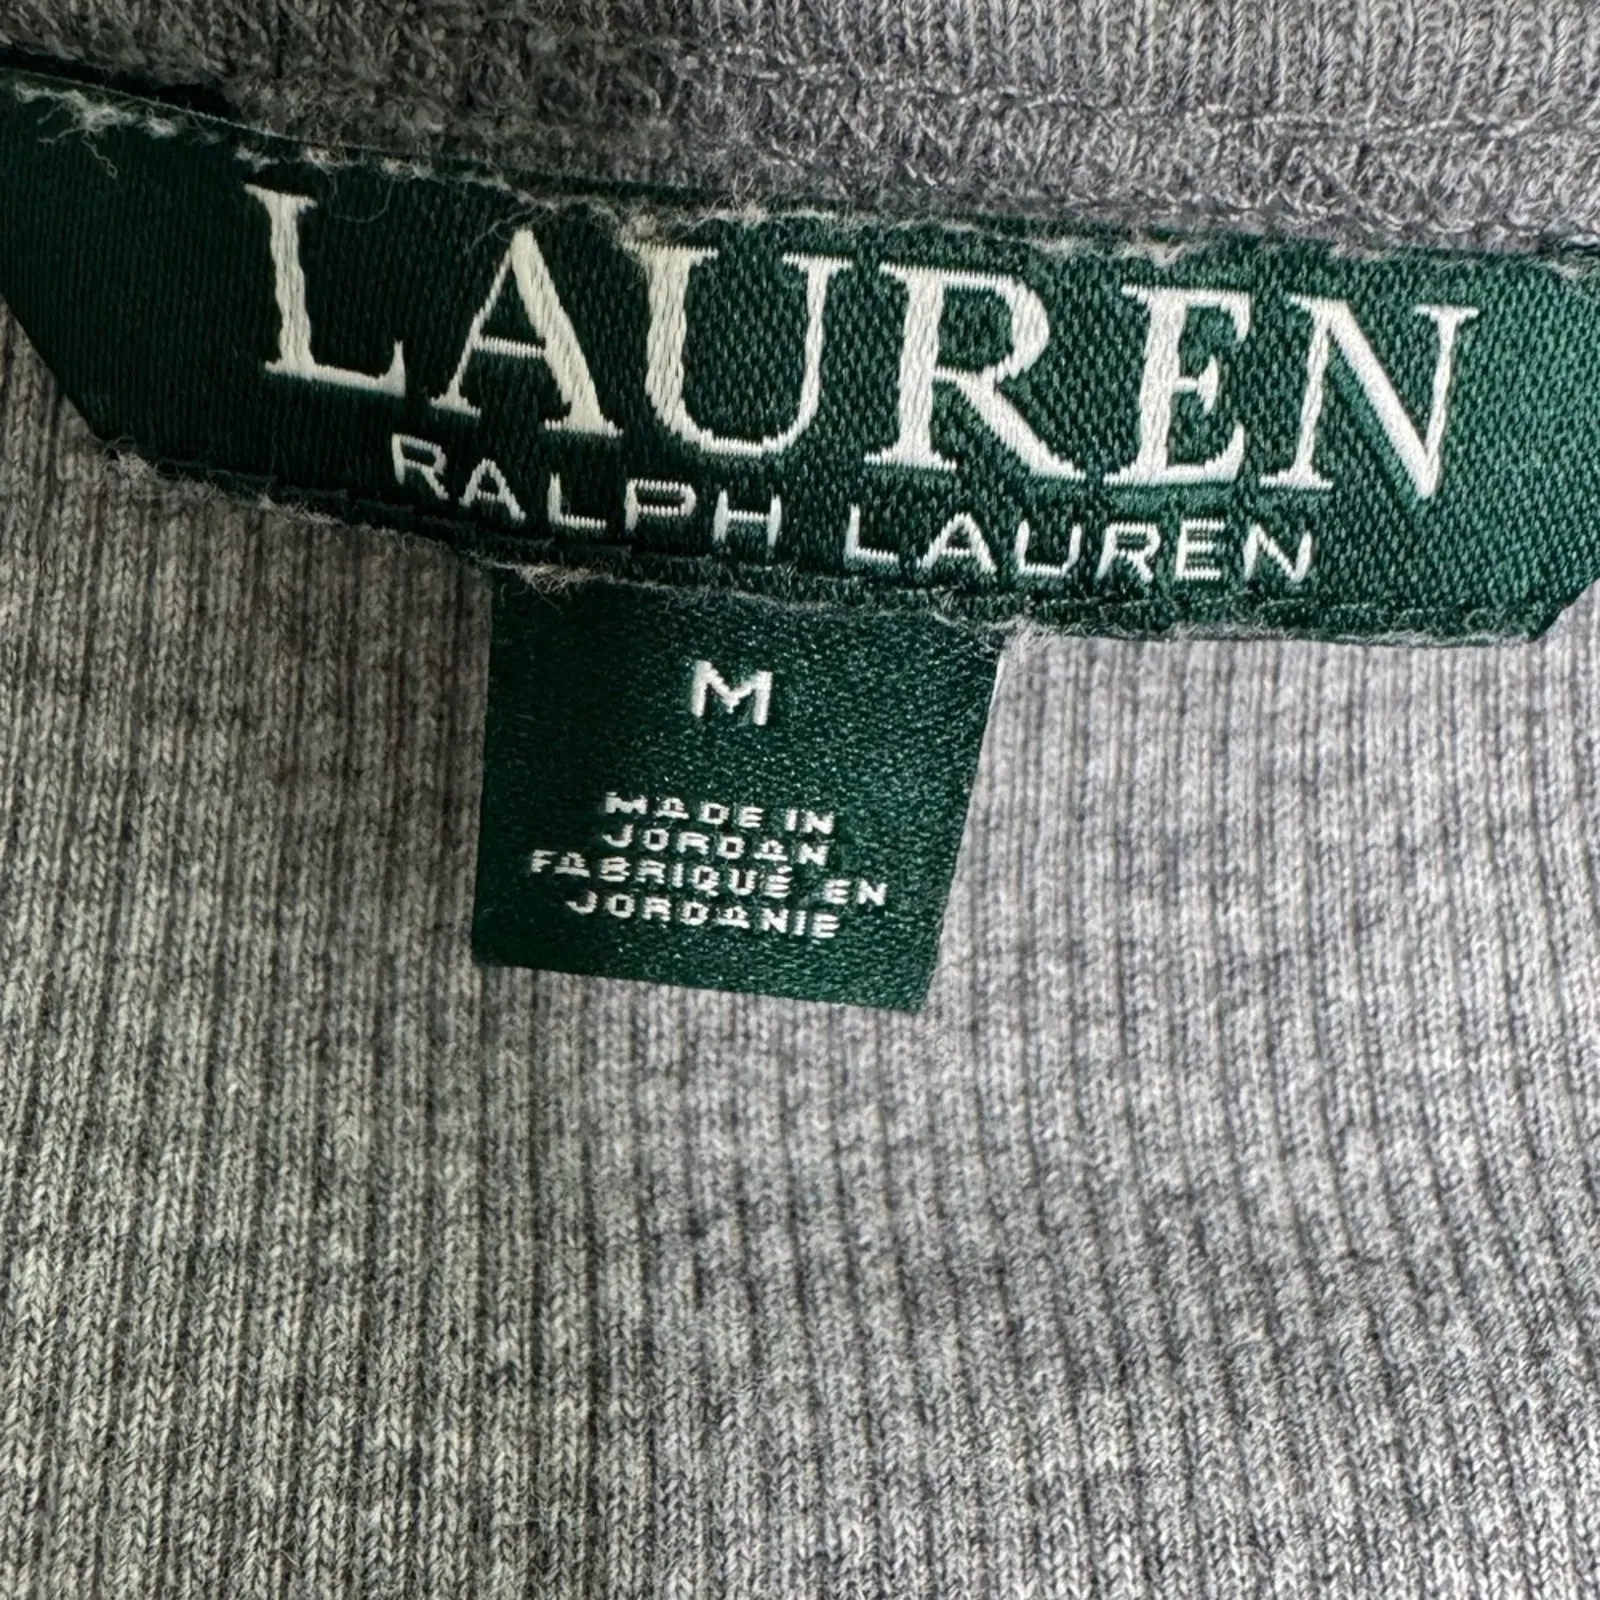 LAUREN
RALPH LAUREN
M
MADE IN
JORDAN
FABRIQUÉ EN
JORDANIE